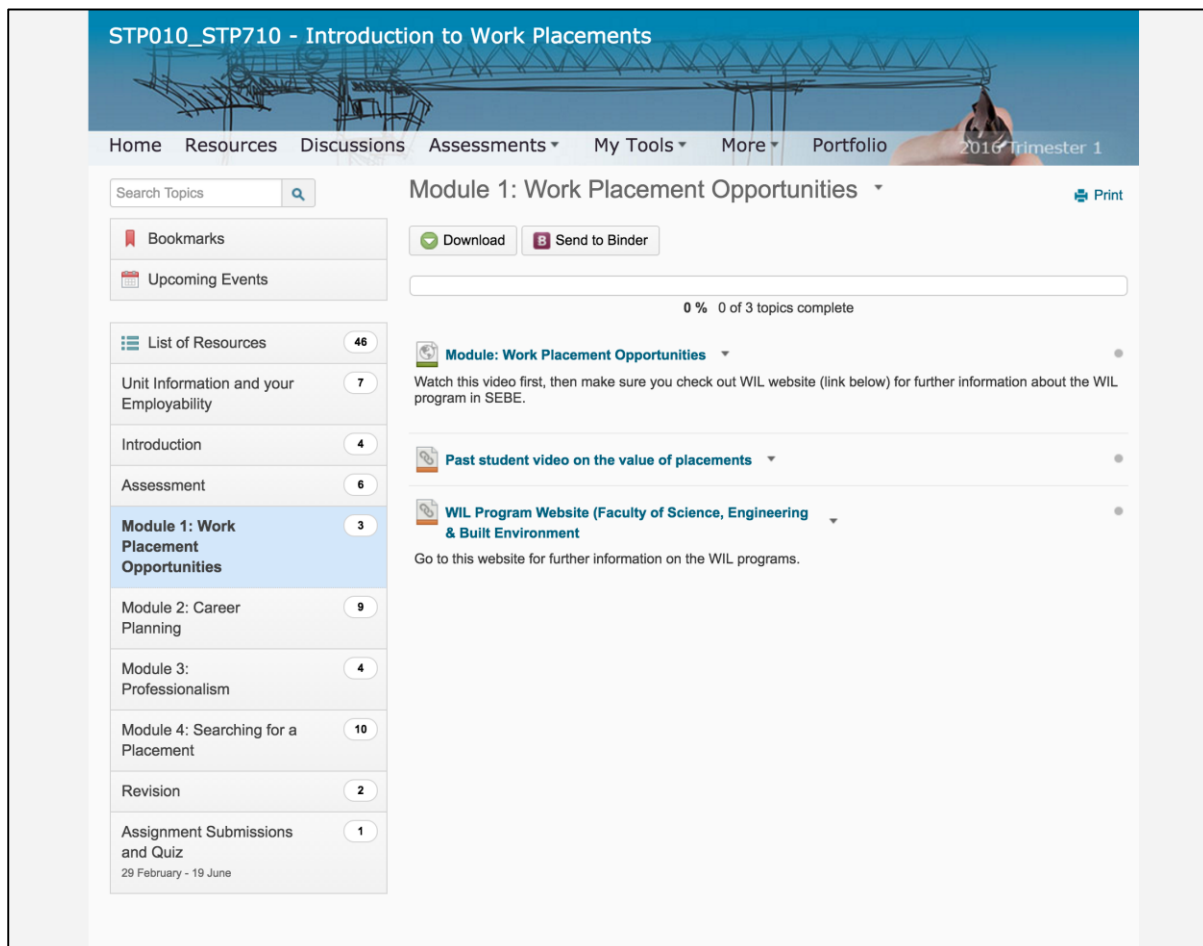 STP010_STP710 - Introduction to Work Placements
Home Resources Discussions Assessments My Tools More Portfolio 2016 Trimester 1
Search Topics
Bookmarks
Upcoming Events
List of Resources 46
Unit Information and your 7
Employability
Introduction 4
Assessment 6
Module 1: Work 3
Placement
Opportunities
Module 2: Career 9
Planning
Module 3: 4
Professionalism
Module 4: Searching for a 10
Placement
Revision 2
Assignment Submissions 1
and Quiz
29 February - 19 June
Module 1: Work Placement Opportunities
Print
Download B Send to Binder
0 % 0 of 3 topics complete
Module: Work Placement Opportunities
Watch this video first, then make sure you check out WIL website (link below) for further information about the WIL
program in SEBE.
Past student video on the value of placements
WIL Program Website (Faculty of Science, Engineering
& Built Environment
Go to this website for further information on the WIL programs.